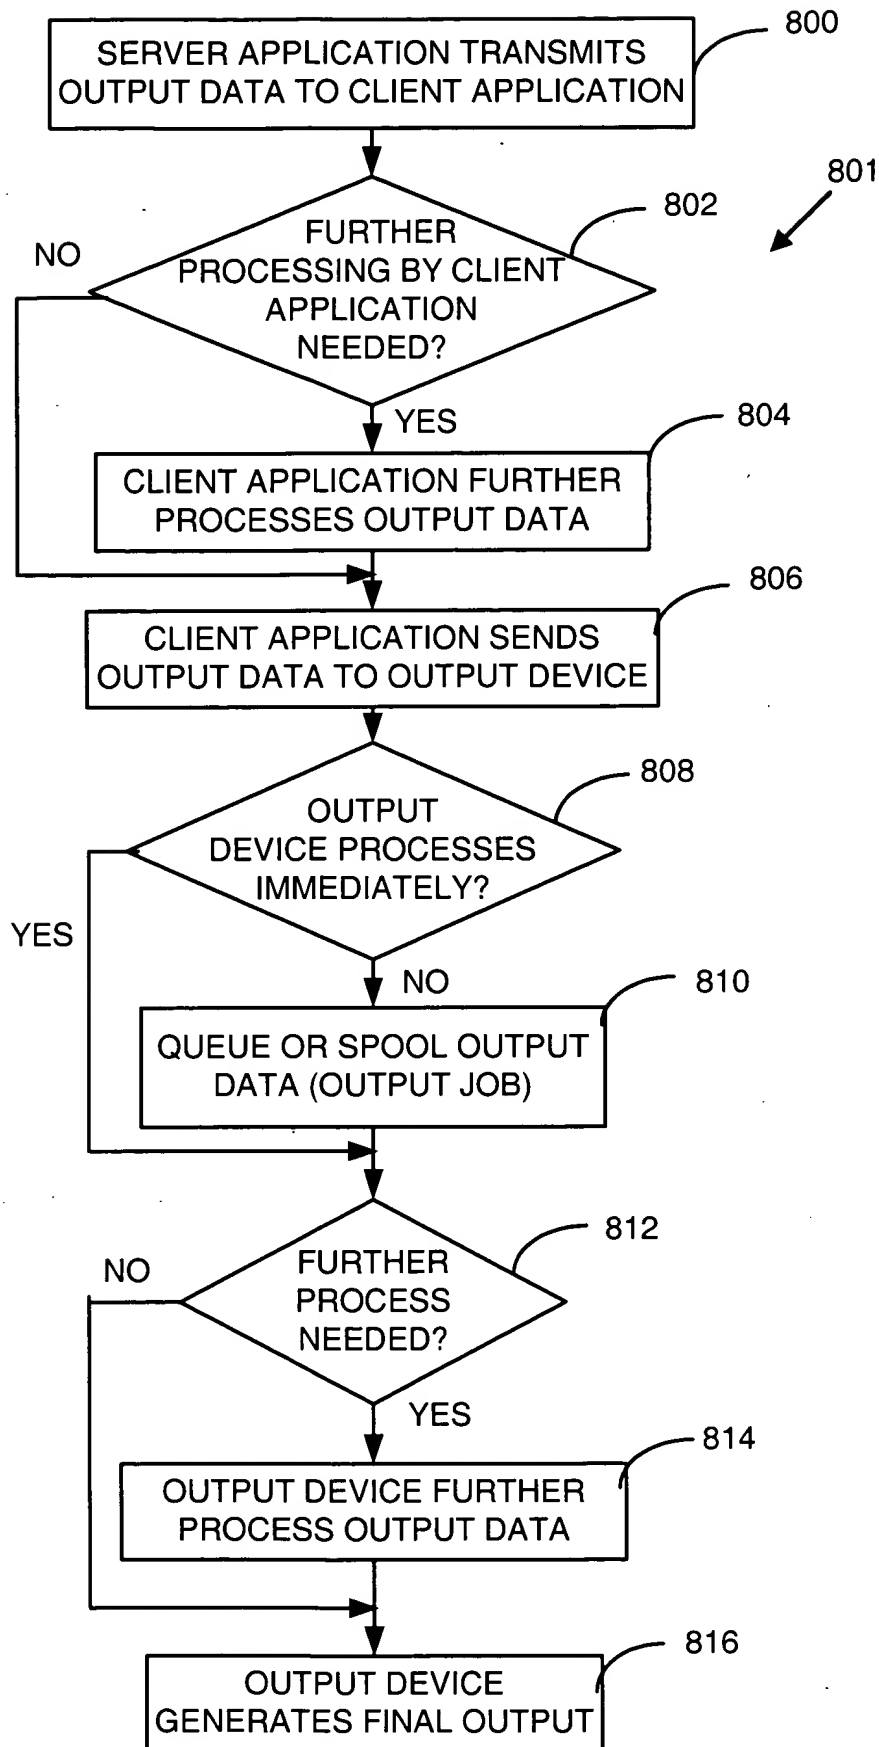 800
SERVER APPLICATION TRANSMITS
OUTPUT DATA TO CLIENT APPLICATION
801
802
NO
FURTHER
PROCESSING BY CLIENT
APPLICATION
NEEDED?
YES
804
CLIENT APPLICATION FURTHER
PROCESSES OUTPUT DATA
806
CLIENT APPLICATION SENDS
OUTPUT DATA TO OUTPUT DEVICE
808
OUTPUT
DEVICE PROCESSES
IMMEDIATELY?
YES
NO
810
QUEUE OR SPOOL OUTPUT
DATA (OUTPUT JOB)
812
NO
FURTHER
PROCESS
NEEDED?
YES
814
OUTPUT DEVICE FURTHER
PROCESS OUTPUT DATA
816
OUTPUT DEVICE
GENERATES FINAL OUTPUT